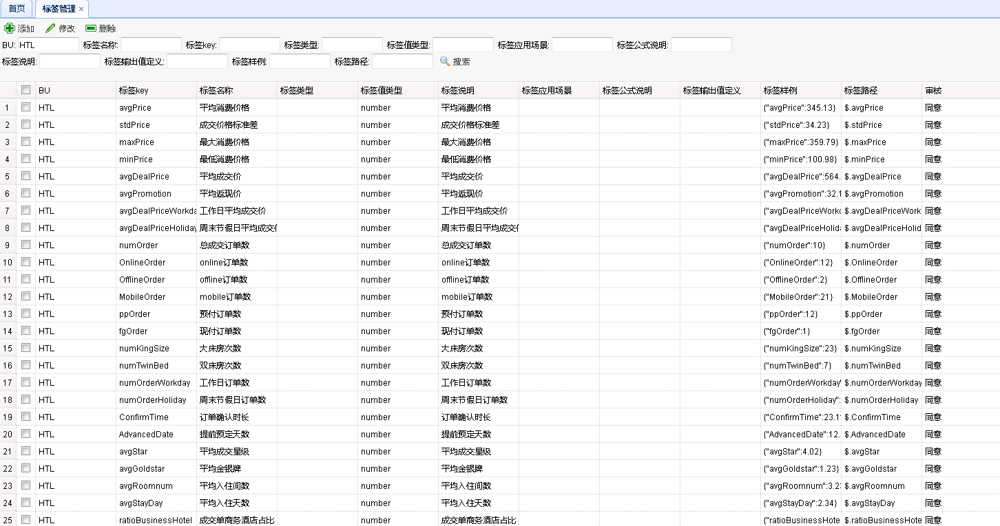 首页 标签管理 ×
添加 修改 删除
BU: HTL 标签名称: 标签key: 标签类型: 标签值类型: 标签应用场景: 标签公式说明:
标签说明: 标签输出值定义: 标签样例: 标签路径: 搜索
BU 标签key 标签名称 标签类型 标签值类型 标签说明 标签应用场景 标签公式说明 标签输出值定义 标签样例 标签路径 审核
1 HTL avgPrice 平均消费价格 number 平均消费价格 {"avgPrice":345.13} $.avgPrice 同意
2 HTL stdPrice 成交价格标准差 number 成交价格标准差 {"stdPrice":34.23} $.stdPrice 同意
3 HTL maxPrice 最大消费价格 number 最大消费价格 {"maxPrice":359.79} $.maxPrice 同意
4 HTL minPrice 最低消费价格 number 最低消费价格 {"minPrice":100.98} $.minPrice 同意
5 HTL avgDealPrice 平均成交价 number 平均成交价 {"avgDealPrice":564. $.avgDealPrice 同意
6 HTL avgPromotion 平均返现价 number 平均返现价 {"avgPromotion":32.1 $.avgPromotion 同意
7 HTL avgDealPriceWorkda 工作日平均成交价 number 工作日平均成交价 {"avgDealPriceWorkd $.avgDealPriceWork 同意
8 HTL avgDealPriceHoliday 周末节假日平均成交价 number 周末节假日平均成交价 {"avgDealPriceHolida $.avgDealPriceHolid 同意
9 HTL numOrder 总成交订单数 number 总成交订单数 {"numOrder":10} $.numOrder 同意
10 HTL OnlineOrder online订单数 number online订单数 {"OnlineOrder":12} $.OnlineOrder 同意
11 HTL OfflineOrder offline订单数 number offline订单数 {"OfflineOrder":2} $.OfflineOrder 同意
12 HTL MobileOrder mobile订单数 number mobile订单数 {"MobileOrder":21} $.MobileOrder 同意
13 HTL ppOrder 预付订单数 number 预付订单数 {"ppOrder":12} $.ppOrder 同意
14 HTL fgOrder 现付订单数 number 现付订单数 {"fgOrder":1} $.fgOrder 同意
15 HTL numKingSize 大床房次数 number 大床房次数 {"numKingSize":23} $.numKingSize 同意
16 HTL numTwinBed 双床房次数 number 双床房次数 {"numTwinBed":7} $.numTwinBed 同意
17 HTL numOrderWorkday 工作日订单数 number 工作日订单数 {"numOrderWorkday" $.numOrderWorkday 同意
18 HTL numOrderHoliday 周末节假日订单数 number 周末节假日订单数 {"numOrderHoliday": $.numOrderHoliday 同意
19 HTL ConfirmTime 订单确认时长 number 订单确认时长 {"ConfirmTime":23.1 $.ConfirmTime 同意
20 HTL AdvancedDate 提前预定天数 number 提前预定天数 {"AdvancedDate":12. $.AdvancedDate 同意
21 HTL avgStar 平均成交星级 number 平均成交星级 {"avgStar":4.02} $.avgStar 同意
22 HTL avgGoldstar 平均金银牌 number 平均金银牌 {"avgGoldstar":1.23} $.avgGoldstar 同意
23 HTL avgRoomnum 平均入住间数 number 平均入住间数 {"avgRoomnum":3.23 $.avgRoomnum 同意
24 HTL avgStayDay 平均入住天数 number 平均入住天数 {"avgStayDay":2.34} $.avgStayDay 同意
25 HTL ratioBusinessHotel 成交单商务酒店占比 number 成交单商务酒店占比 {"ratioBusinessHote $.ratioBusinessHote 同意